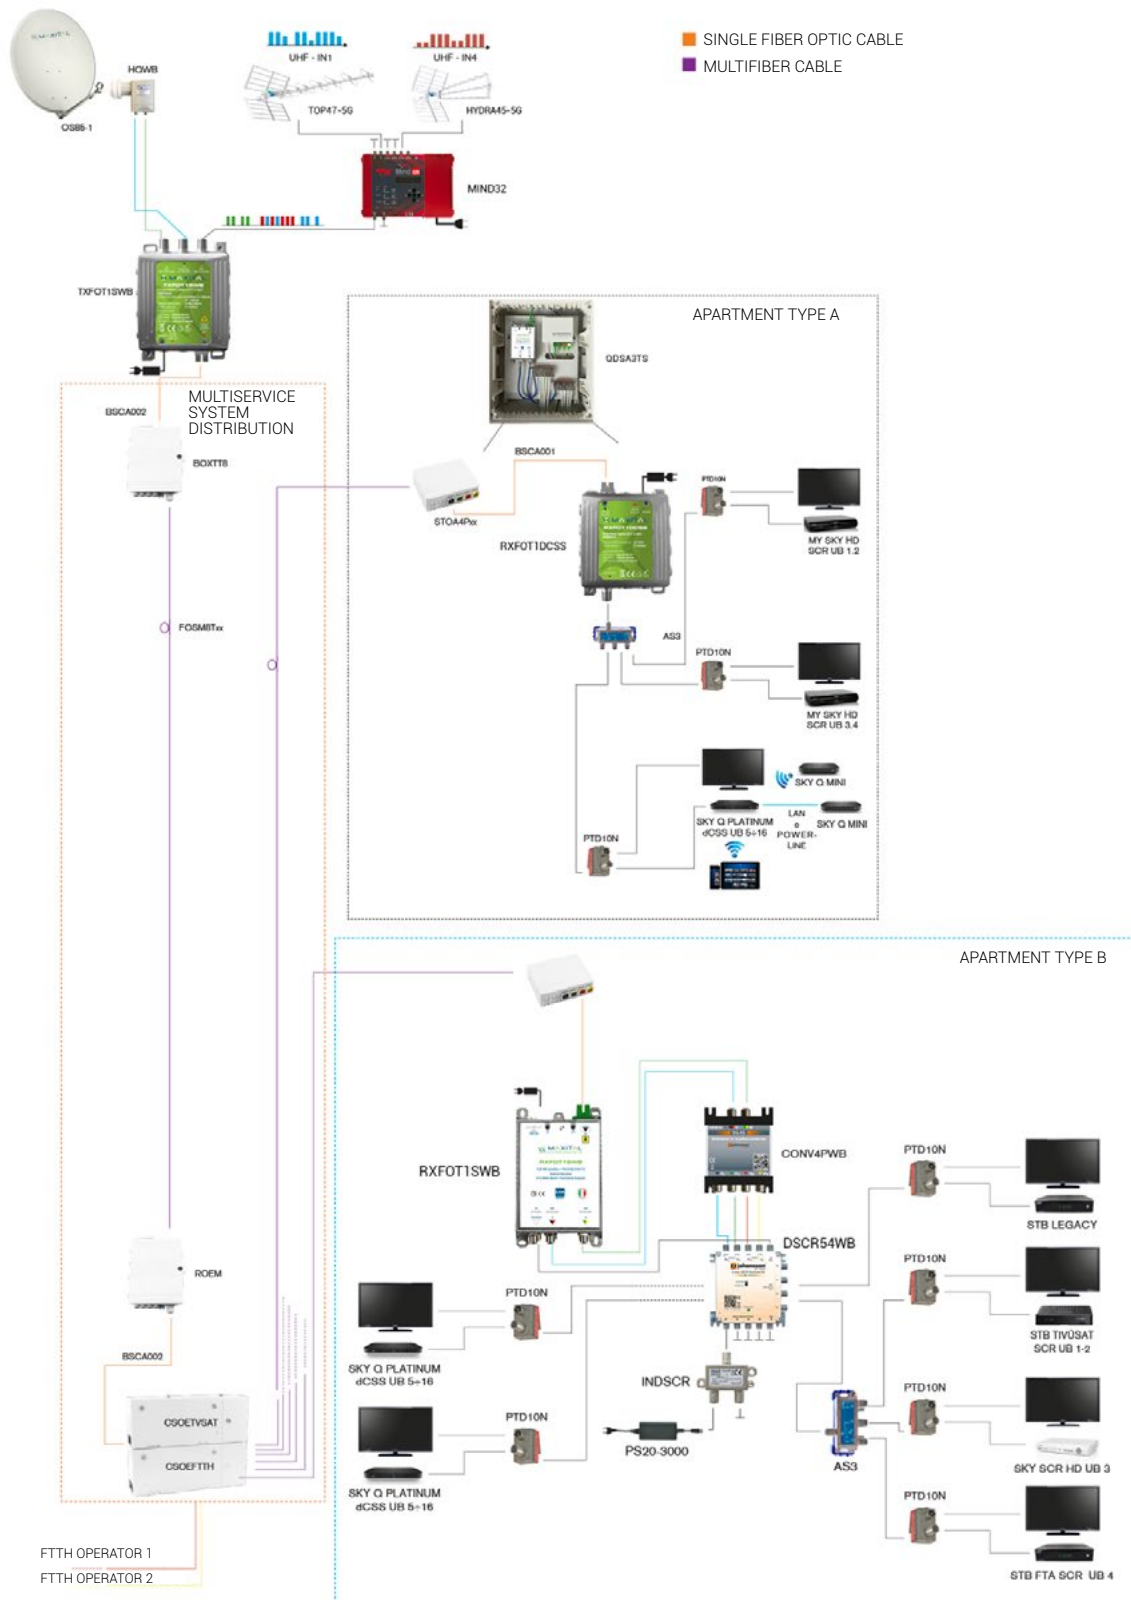 SINGLE FIBER OPTIC CABLE
MULTIFIBER CABLE
HQWB
OS85-1
UHF - IN1
UHF - IN4
TOP47-5G
HYDRA45-5G
MIND32
TXFOT1SWB
APARTMENT TYPE A
QDSA3TS
MULTISERVICE
SYSTEM
DISTRIBUTION
BSCA002
BOXTT8
BSCA001
STOA4Pxx
RXFOT1DCSS
PTD10N
MY SKY HD
SCR UB 1.2
FOSM8Txx
AS3
PTD10N
MY SKY HD
SCR UB 3.4
SKY Q MINI
SKY Q PLATINUM
dCSS UB 5÷16
LAN
o
POWER-
LINE
SKY Q MINI
PTD10N
APARTMENT TYPE B
RXFOT1SWB
CONV4PWB
PTD10N
STB LEGACY
DSCR54WB
johansson
PTD10N
STB TIVÙSAT
SCR UB 1-2
ROEM
PTD10N
SKY Q PLATINUM
dCSS UB 5÷16
BSCA002
INDSCR
PTD10N
SKY SCR HD UB 3
CSOETVSAT
CSOEFTTH
PTD10N
SKY Q PLATINUM
dCSS UB 5÷16
PS20-3000
AS3
PTD10N
STB FTA SCR UB 4
FTTH OPERATOR 1
FTTH OPERATOR 2